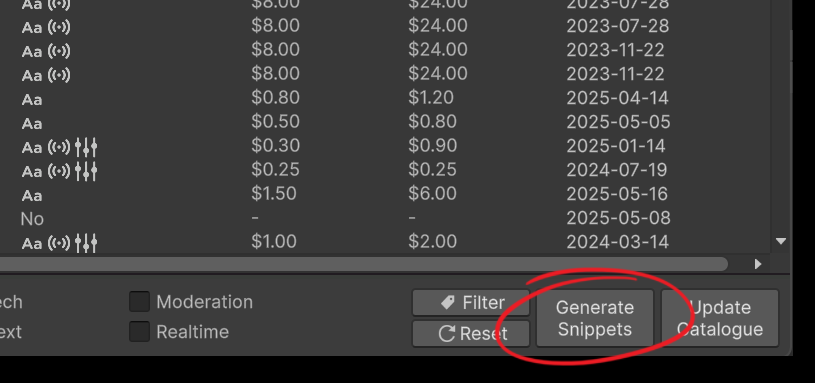 Aa $8.00 $24.00 2023-07-28
Aa $8.00 $24.00 2023-07-28
Aa $8.00 $24.00 2023-11-22
Aa $8.00 $24.00 2023-11-22
Aa $0.80 $1.20 2025-04-14
Aa $0.50 $0.80 2025-05-05
Aa $0.30 $0.90 2025-01-14
Aa $0.25 $0.25 2024-07-19
Aa $1.50 $6.00 2025-05-16
No - - 2025-05-08
Aa $1.00 $2.00 2024-03-14
ech Moderation Filter
ext Realtime Reset
Generate
Snippets
Update
Catalogue